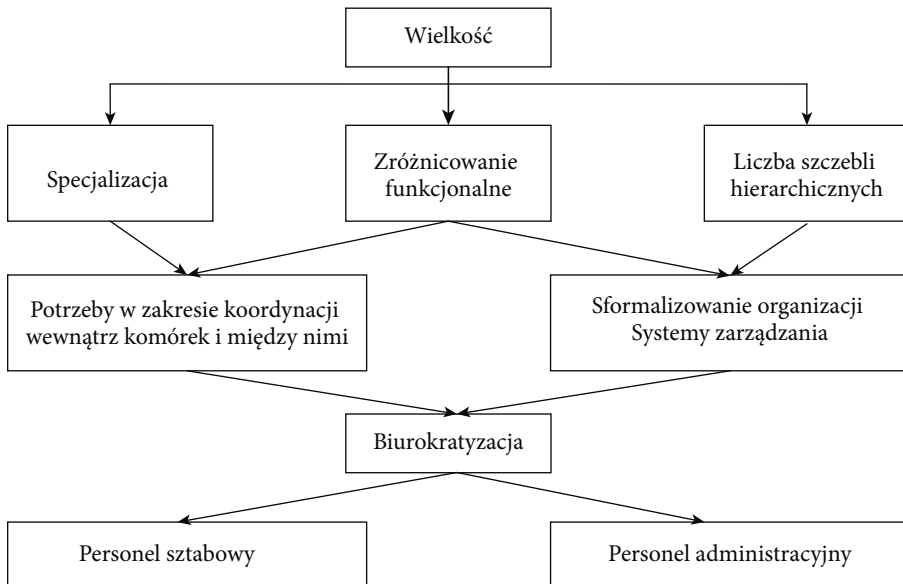 Wielkość
Specjalizacja
Zróżnicowanie
funkcjonalne
Liczba szczebli
hierarchicznych
Potrzeby w zakresie koordynacji
wewnątrz komórek i między nimi
Sformalizowanie organizacji
Systemy zarządzania
Biurokratyzacja
Personel sztabowy
Personel administracyjny